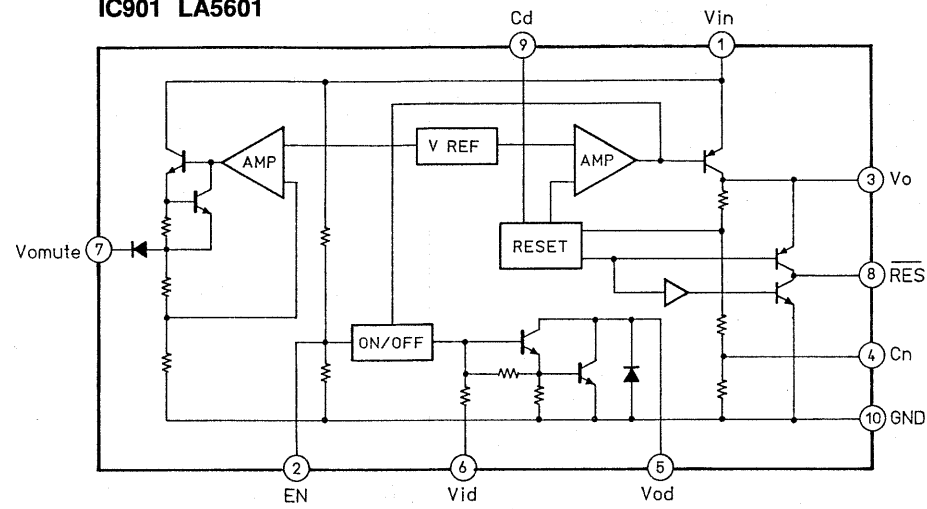 IC901 LA5601
Cd
Vin
9
1
AMP
V REF
AMP
3 Vo
Vomute 7
RESET
8 RES
ON/OFF
4 Cn
10 GND
2
6
5
EN
Vid
Vod